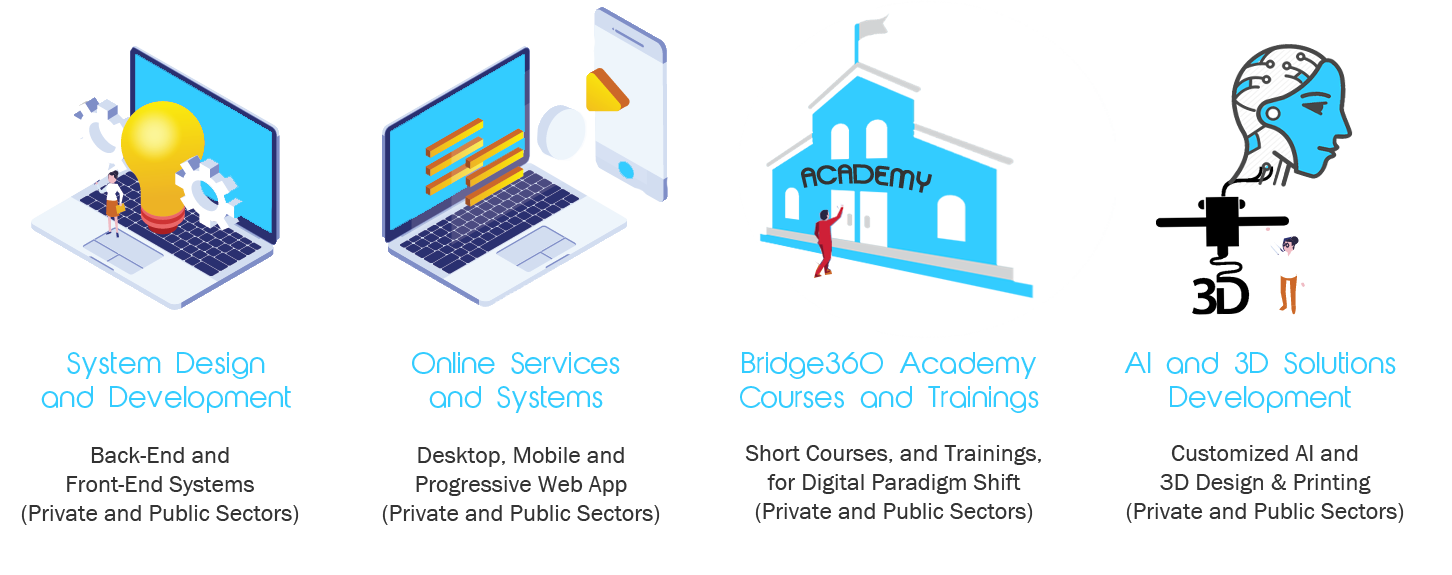 ACADEMY
3D
System Design
and Development
Back-End and
Front-End Systems
(Private and Public Sectors)
Online Services
and Systems
Desktop, Mobile and
Progressive Web App
(Private and Public Sectors)
Bridge360 Academy
Courses and Trainings
Short Courses, and Trainings,
for Digital Paradigm Shift
(Private and Public Sectors)
AI and 3D Solutions
Development
Customized AI and
3D Design & Printing
(Private and Public Sectors)